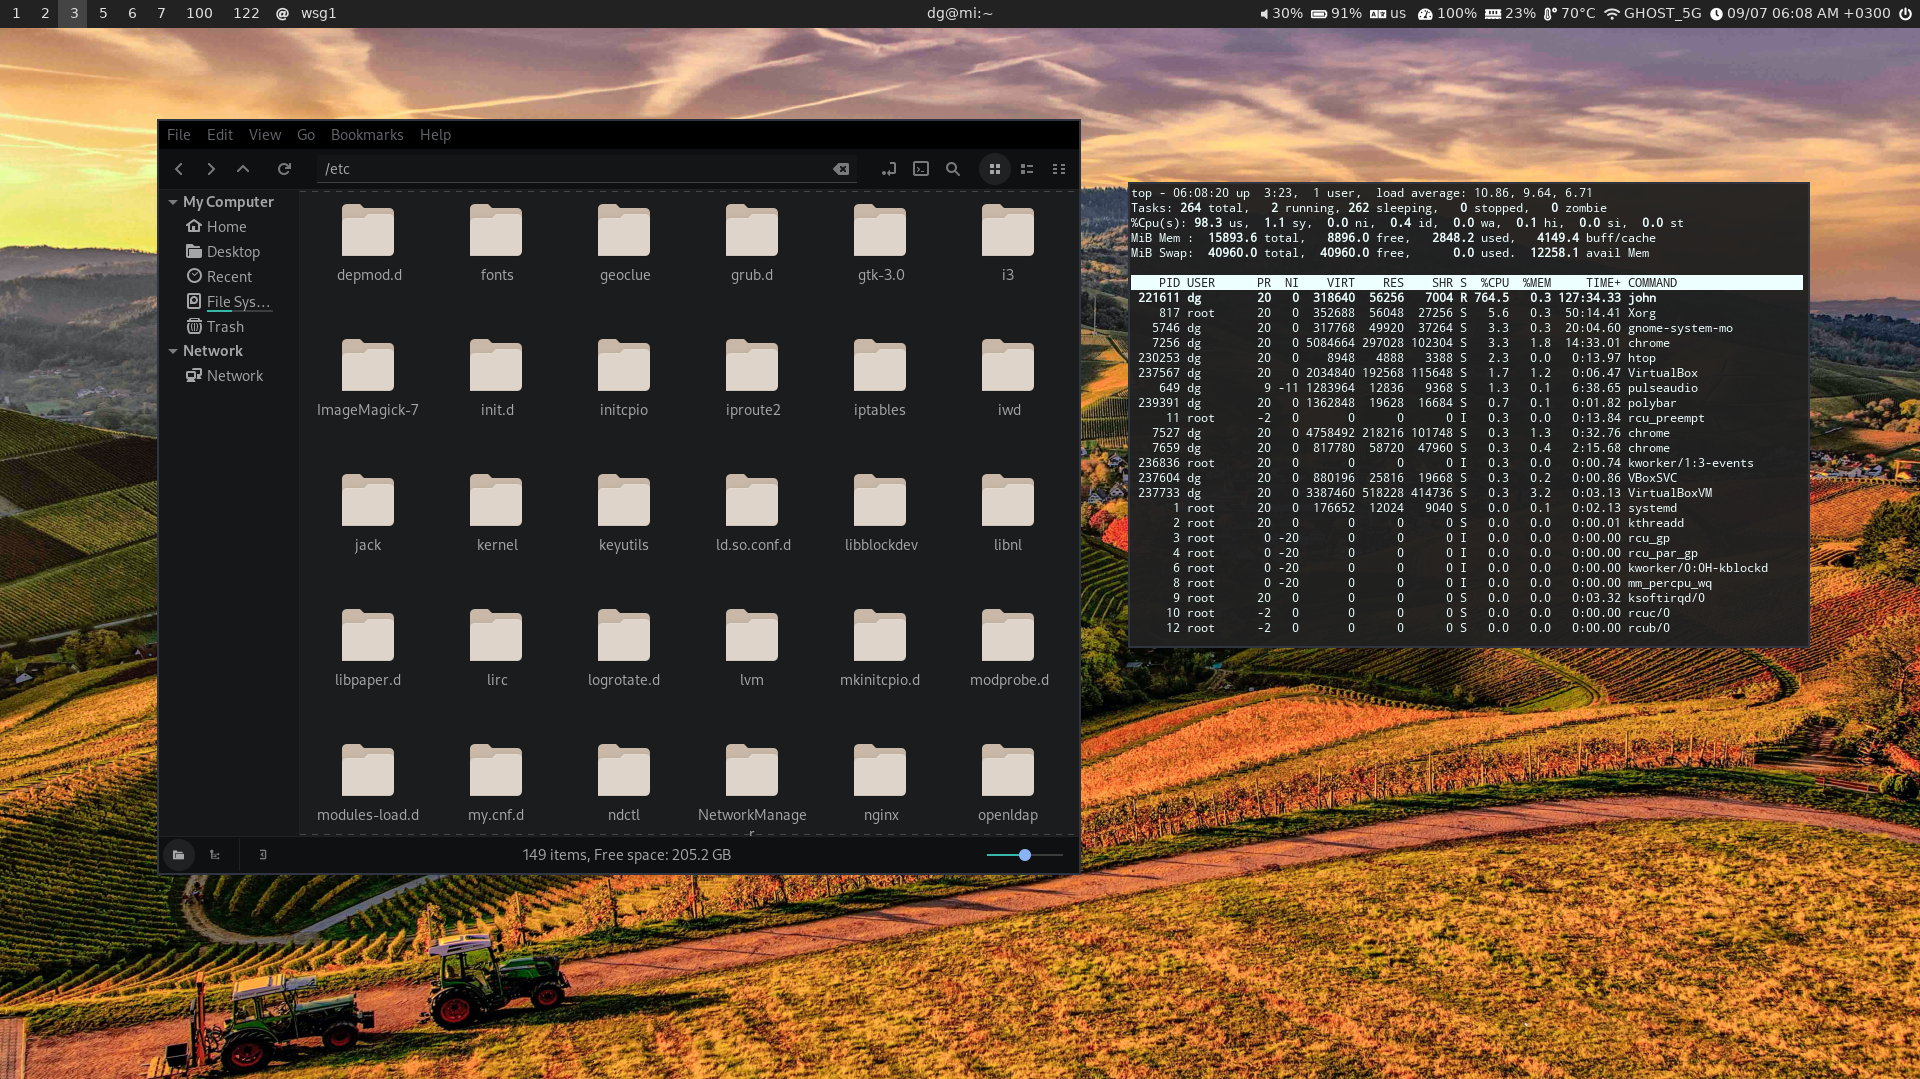 1 2 3 5 6 7 100 122 @ wsg1 dg@mi:~ 30% 91% us 100% 23% 70°C GHOST_5G 09/07 06:08 AM +0300
File Edit View Go Bookmarks Help
/etc
My Computer
Home
Desktop
Recent
File Sys...
Trash
Network
Network
depmod.d fonts geoclue grub.d gtk-3.0 i3
ImageMagick-7 init.d initcpio iproute2 iptables iwd
jack kernel keyutils ld.so.conf.d libblockdev libnl
libpaper.d lirc logrotate.d lvm mkinitcpio.d modprobe.d
modules-load.d my.cnf.d ndctl NetworkManager nginx openldap
149 items, Free space: 205.2 GB
top - 06:08:20 up  3:23,  1 user,  load average: 10.86, 9.64, 6.71
Tasks: 264 total,   2 running, 262 sleeping,   0 stopped,   0 zombie
%Cpu(s): 98.3 us,  1.1 sy,  0.0 ni,  0.4 id,  0.0 wa,  0.1 hi,  0.0 si,  0.0 st
MiB Mem :  15893.6 total,   8896.0 free,   2848.2 used,   4149.4 buff/cache
MiB Swap:  40960.0 total,  40960.0 free,      0.0 used.  12258.1 avail Mem
PID USER PR NI VIRT RES SHR S %CPU %MEM TIME+ COMMAND
221611 dg 20 0 318640 56256 7004 R 764.5 0.3 127:34.33 john
817 root 20 0 352688 56048 27256 S 5.6 0.3 50:14.41 Xorg
5746 dg 20 0 317768 49920 37264 S 3.3 0.3 20:04.60 gnome-system-mo
7256 dg 20 0 5084664 297028 102304 S 3.3 1.8 14:33.01 chrome
230253 dg 20 0 8948 4888 3388 S 2.3 0.0 0:13.97 htop
237567 dg 20 0 2034840 192568 115648 S 1.7 1.2 0:06.47 VirtualBox
649 dg 9 -11 1283964 12836 9368 S 1.3 0.1 6:38.65 pulseaudio
239391 dg 20 0 1362848 19628 16684 S 0.7 0.1 0:01.82 polybar
11 root -2 0 0 0 0 I 0.3 0.0 0:13.84 rcu_preempt
7527 dg 20 0 4758492 218216 101748 S 0.3 1.3 0:32.76 chrome
7659 dg 20 0 817780 58720 47960 S 0.3 0.4 2:15.68 chrome
236836 root 20 0 0 0 0 I 0.3 0.0 0:00.74 kworker/1:3-events
237604 dg 20 0 880196 25816 19668 S 0.3 0.2 0:00.86 VBoxSVC
237733 dg 20 0 3387460 518228 414736 S 0.3 3.2 0:03.13 VirtualBoxVM
1 root 20 0 176652 12024 9040 S 0.0 0.1 0:02.13 systemd
2 root 20 0 0 0 0 S 0.0 0.0 0:00.01 kthreadd
3 root 0 -20 0 0 0 I 0.0 0.0 0:00.00 rcu_gp
4 root 0 -20 0 0 0 I 0.0 0.0 0:00.00 rcu_par_gp
6 root 0 -20 0 0 0 I 0.0 0.0 0:00.00 kworker/0:0H-kblockd
8 root 0 -20 0 0 0 I 0.0 0.0 0:00.00 mm_percpu_wq
9 root 20 0 0 0 0 S 0.0 0.0 0:03.32 ksoftirqd/0
10 root -2 0 0 0 0 S 0.0 0.0 0:00.00 rcuc/0
12 root -2 0 0 0 0 S 0.0 0.0 0:00.00 rcub/0